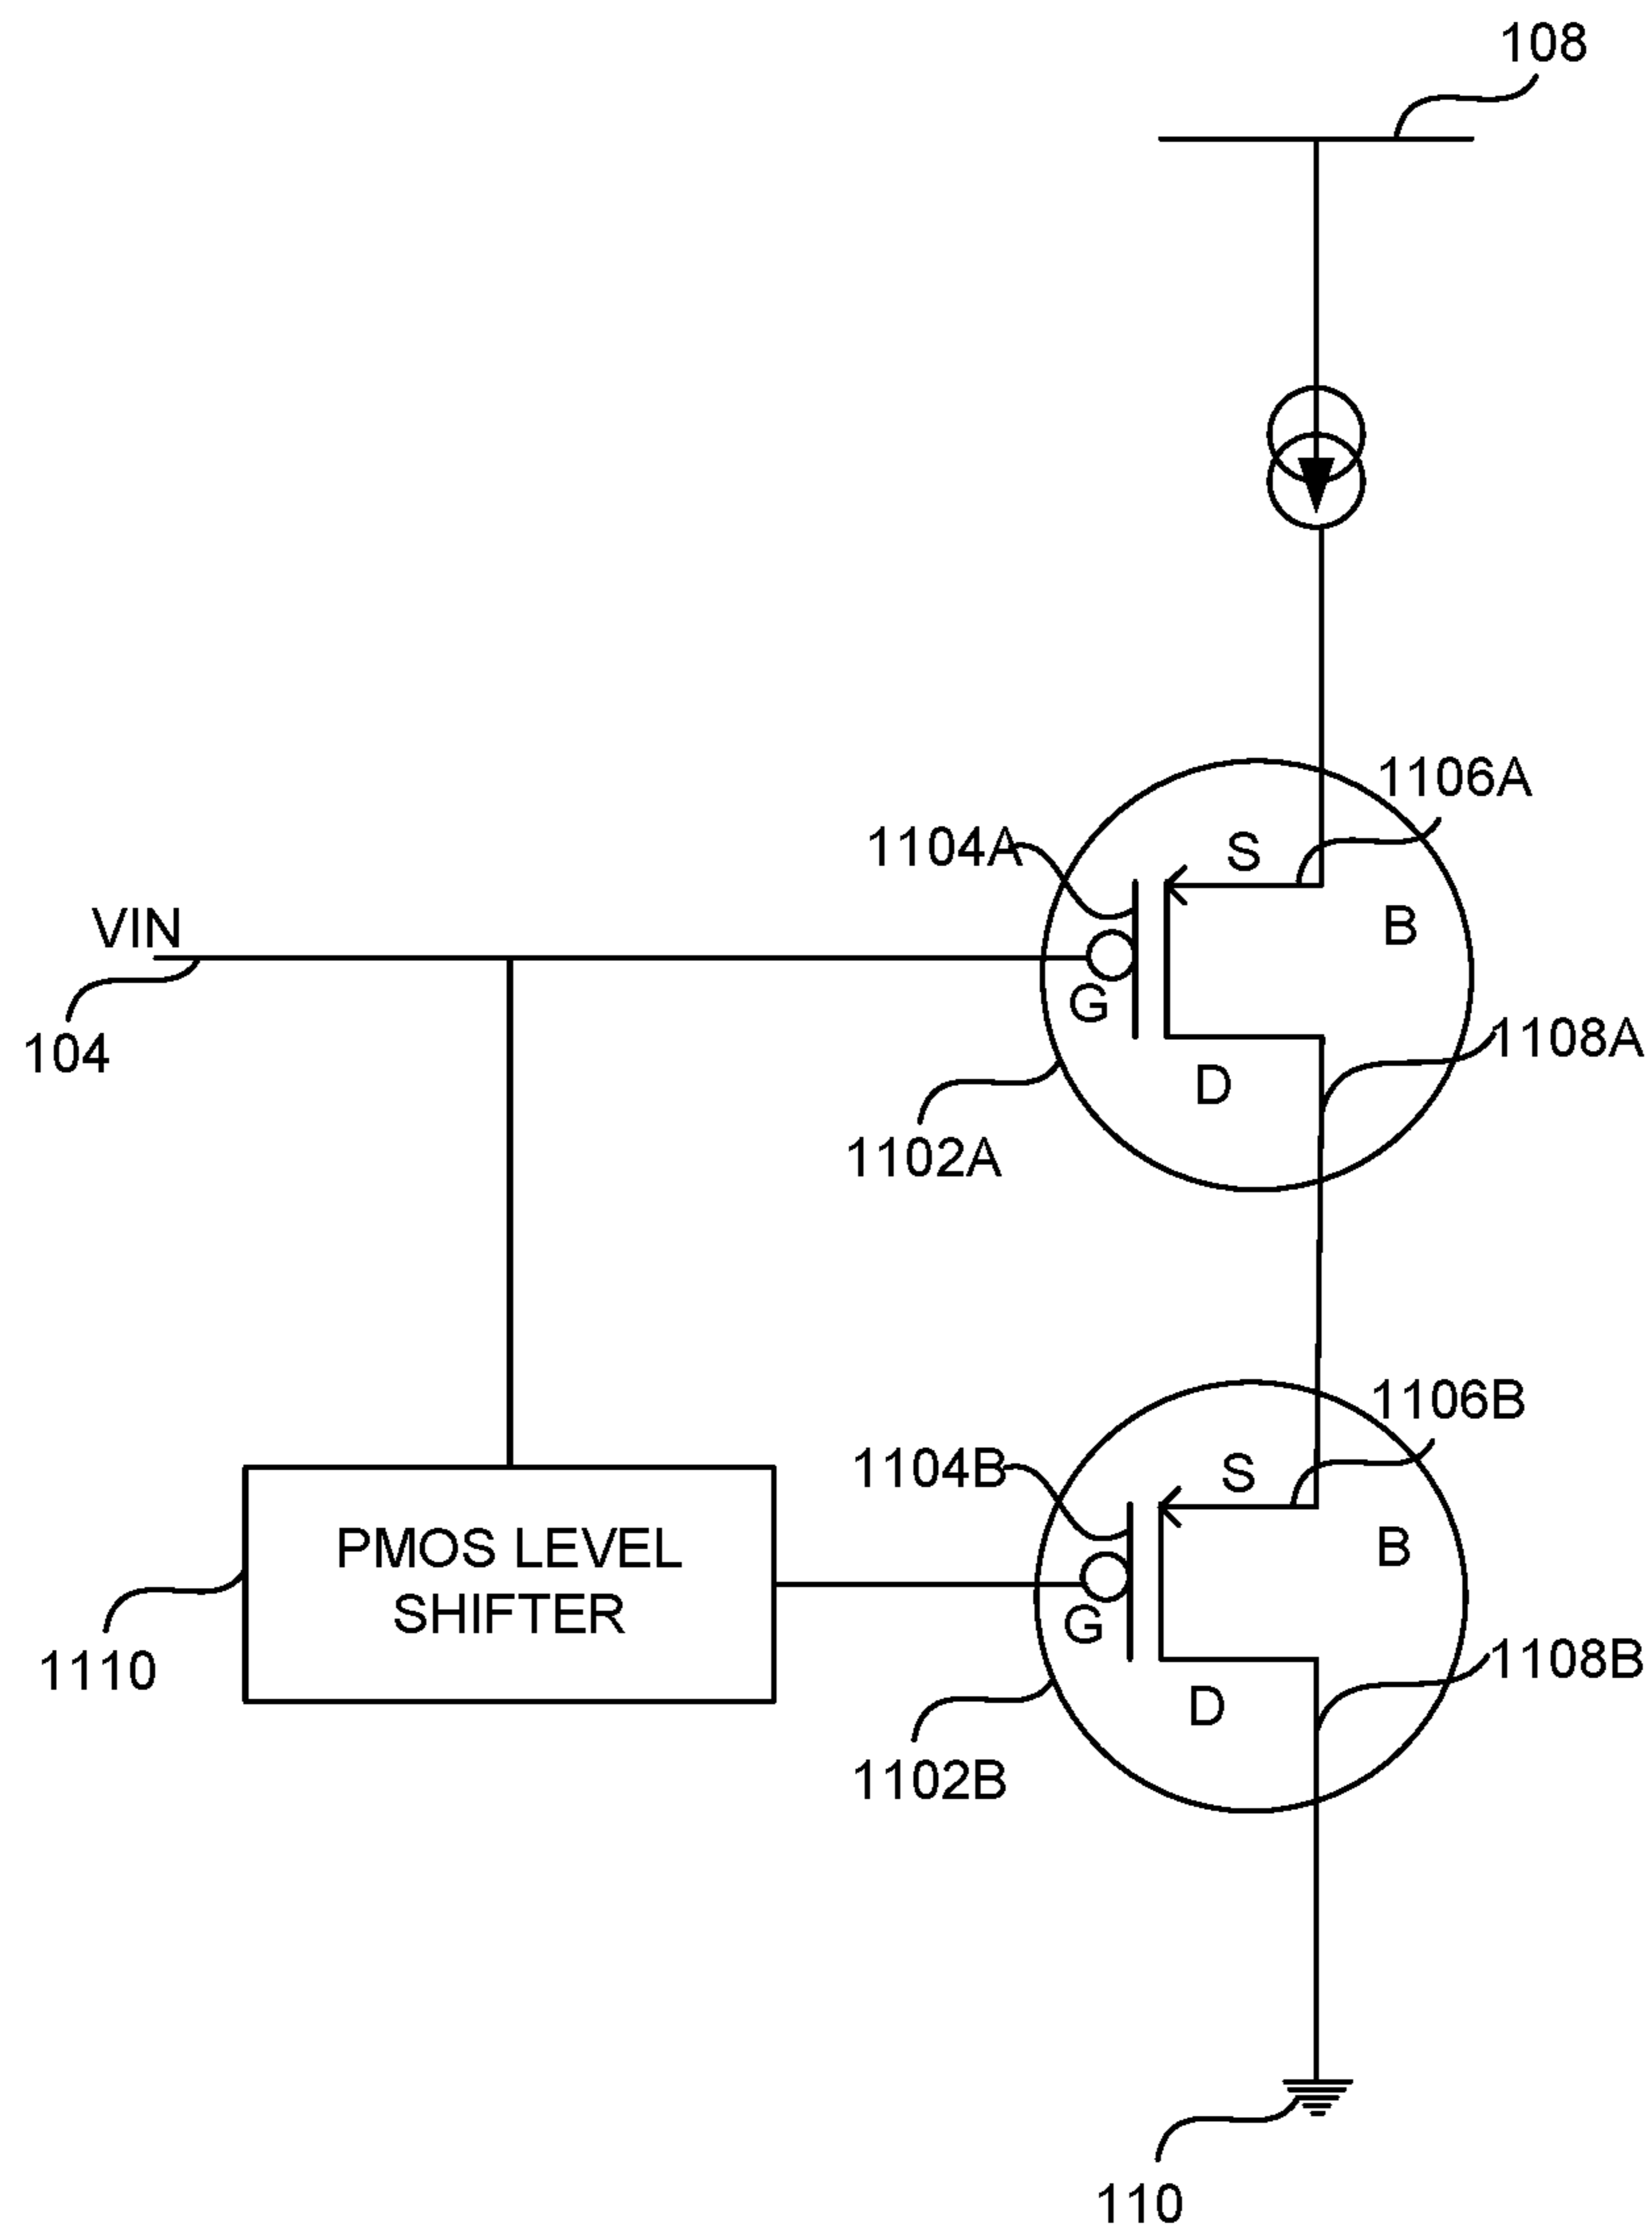 108
1106A
1104A
S
VIN
B
G
104
1108A
D
1102A
1106B
1104B
S
PMOS LEVEL
SHIFTER
B
G
1110
1108B
D
1102B
110